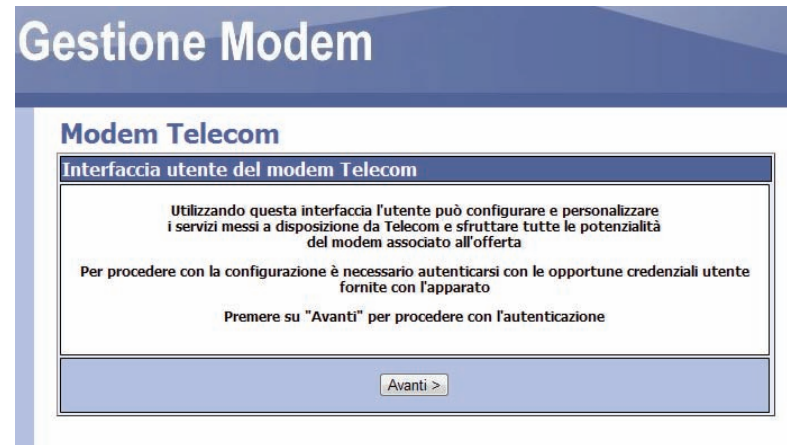 Gestione Modem
Modem Telecom
Interfaccia utente del modem Telecom
Utilizzando questa interfaccia l'utente può configurare e personalizzare
i servizi messi a disposizione da Telecom e sfruttare tutte le potenzialità
del modem associato all'offerta
Per procedere con la configurazione è necessario autenticarsi con le opportune credenziali utente
fornite con l'apparato
Premere su "Avanti" per procedere con l'autenticazione
Avanti >